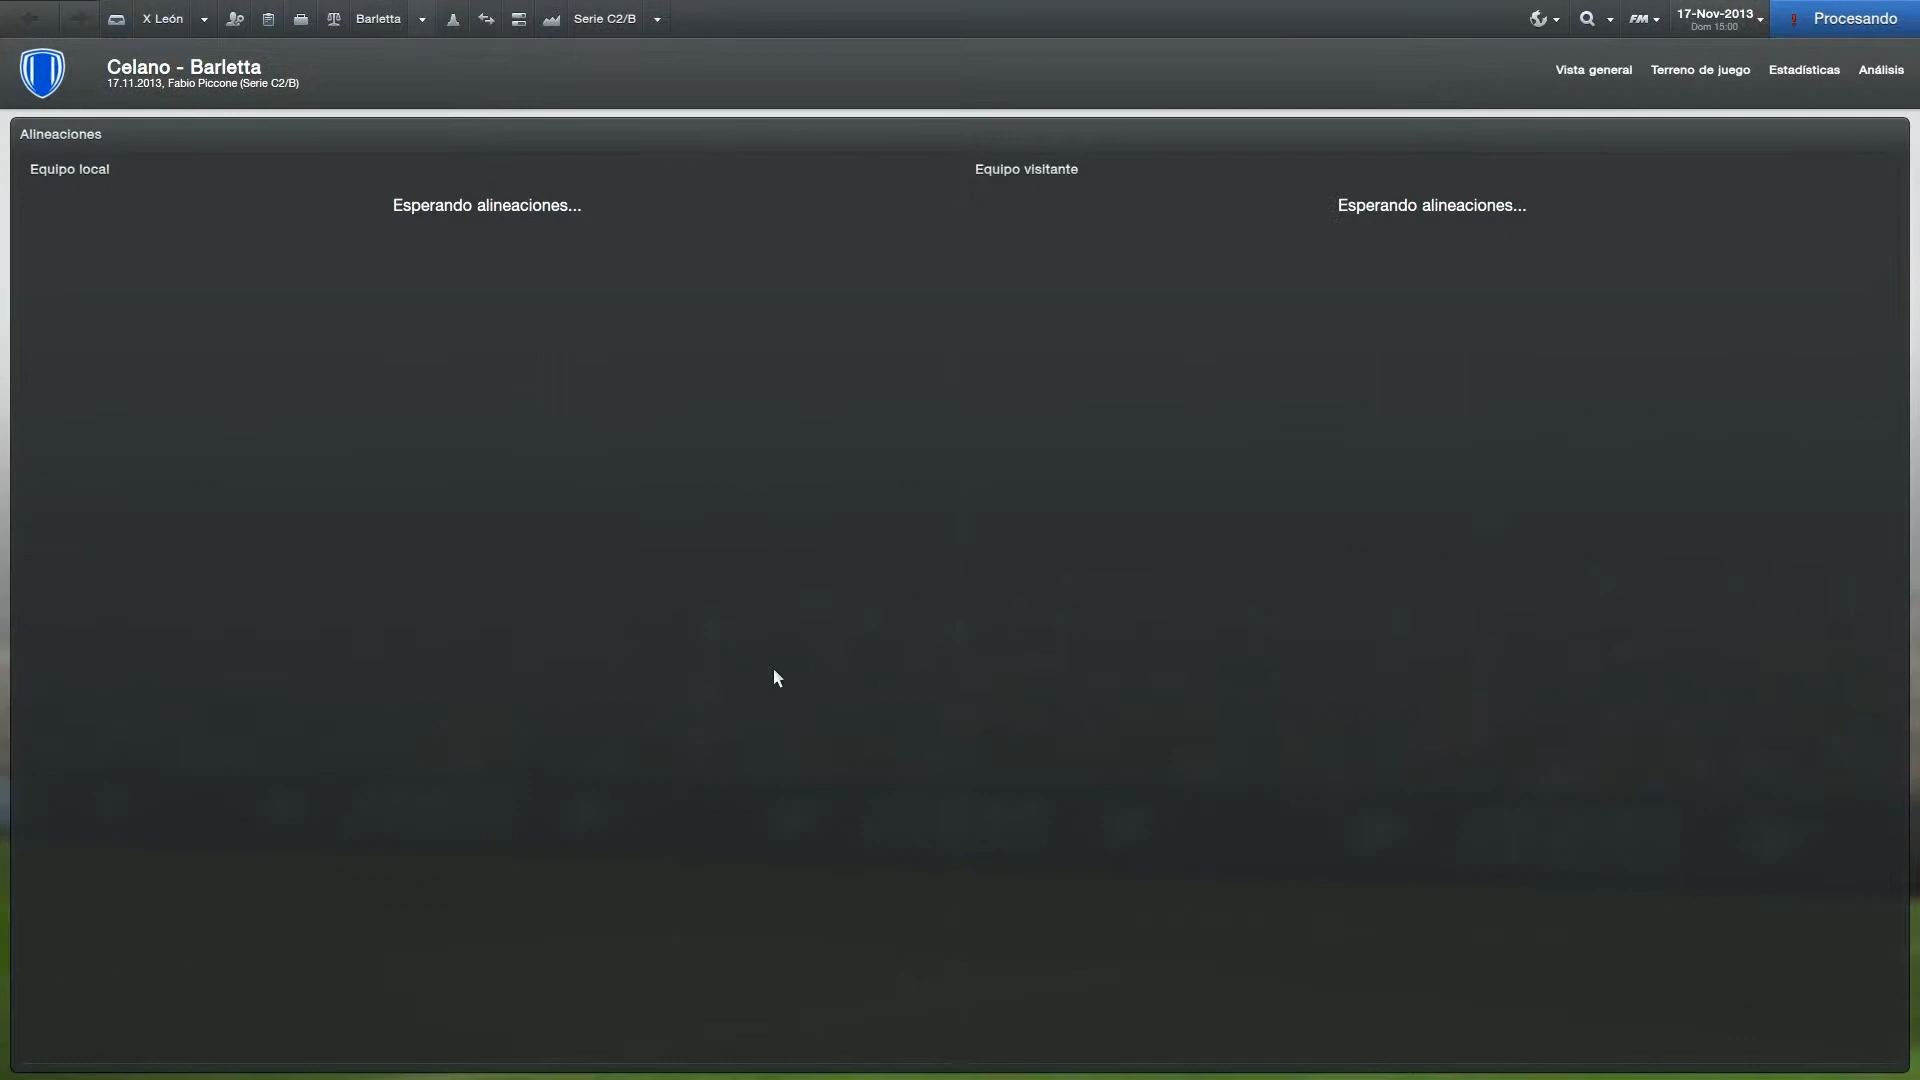 X León
Barletta
Serie C2/B
FM
17-Nov-2013
Dom 15:00
Procesando
Celano - Barletta
17.11.2013, Fabio Piccone (Serie C2/B)
Vista general
Terreno de juego
Estadísticas
Análisis
Alineaciones
Equipo local
Equipo visitante
Esperando alineaciones...
Esperando alineaciones...